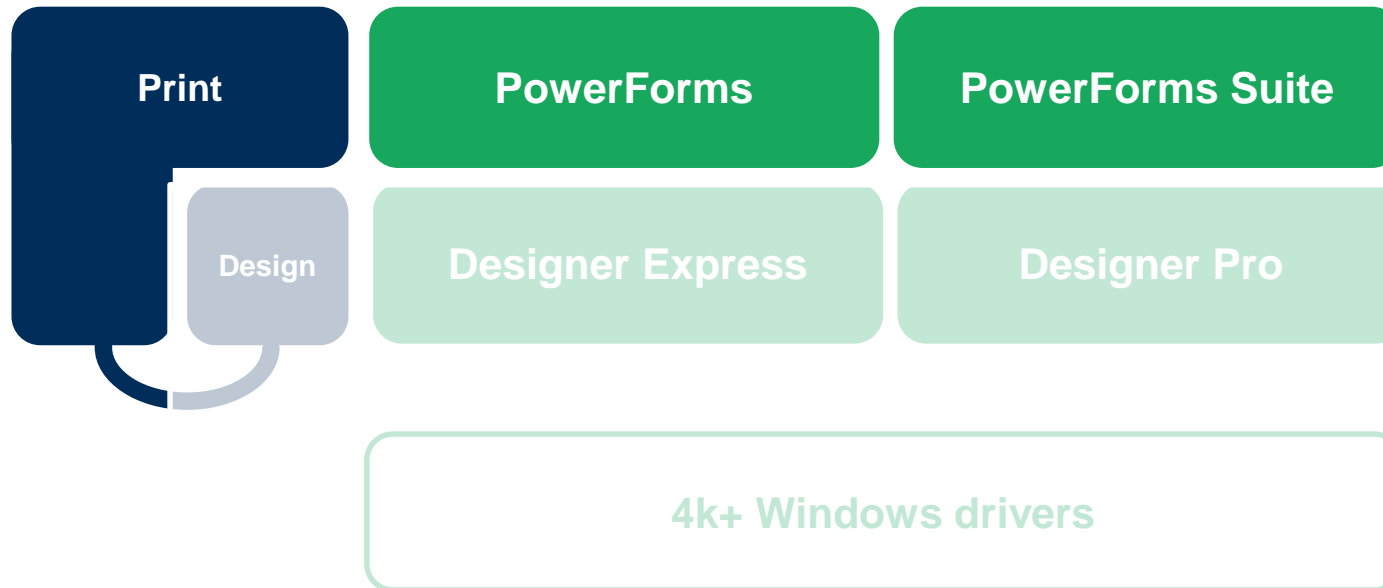 Print
PowerForms
PowerForms Suite
Design
Designer Express
Designer Pro
4k+ Windows drivers